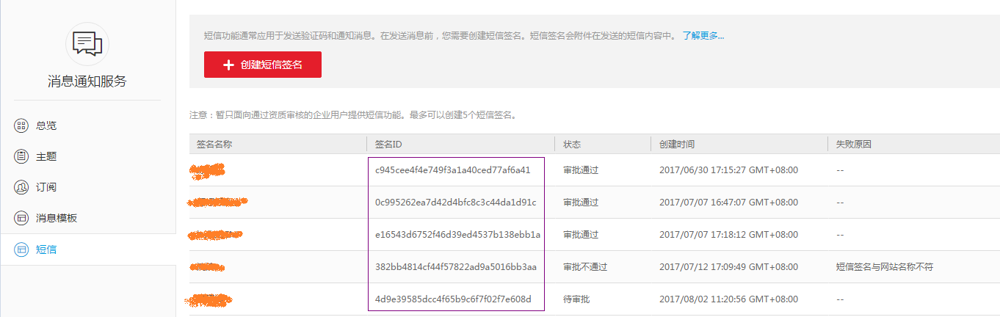 短信功能通常应用于发送验证码和通知消息。在发送消息前，您需要创建短信签名。短信签名会附件在发送的短信内容中。 了解更多...
创建短信签名
消息通知服务
总览
主题
订阅
消息模板
短信
注意：暂只面向通过资质审核的企业用户提供短信功能。最多可以创建5个短信签名。
签名名称 签名ID 状态 创建时间 失败原因
c945cee4f4e749f3a1a40ced77af6a41 审批通过 2017/06/30 17:15:27 GMT+08:00 --
0c995262ea7d42d4bfc8c3c44da1d91c 审批通过 2017/07/07 16:47:07 GMT+08:00 --
e16543d6752f46d39ed4537b138ebb1a 审批通过 2017/07/07 17:18:12 GMT+08:00 --
382bb4814cf44f57822ad9a5016bb3aa 审批不通过 2017/07/12 17:09:49 GMT+08:00 短信签名与网站名称不符
4d9e39585dcc4f65b9c6f7f02f7e608d 待审批 2017/08/02 11:20:56 GMT+08:00 --